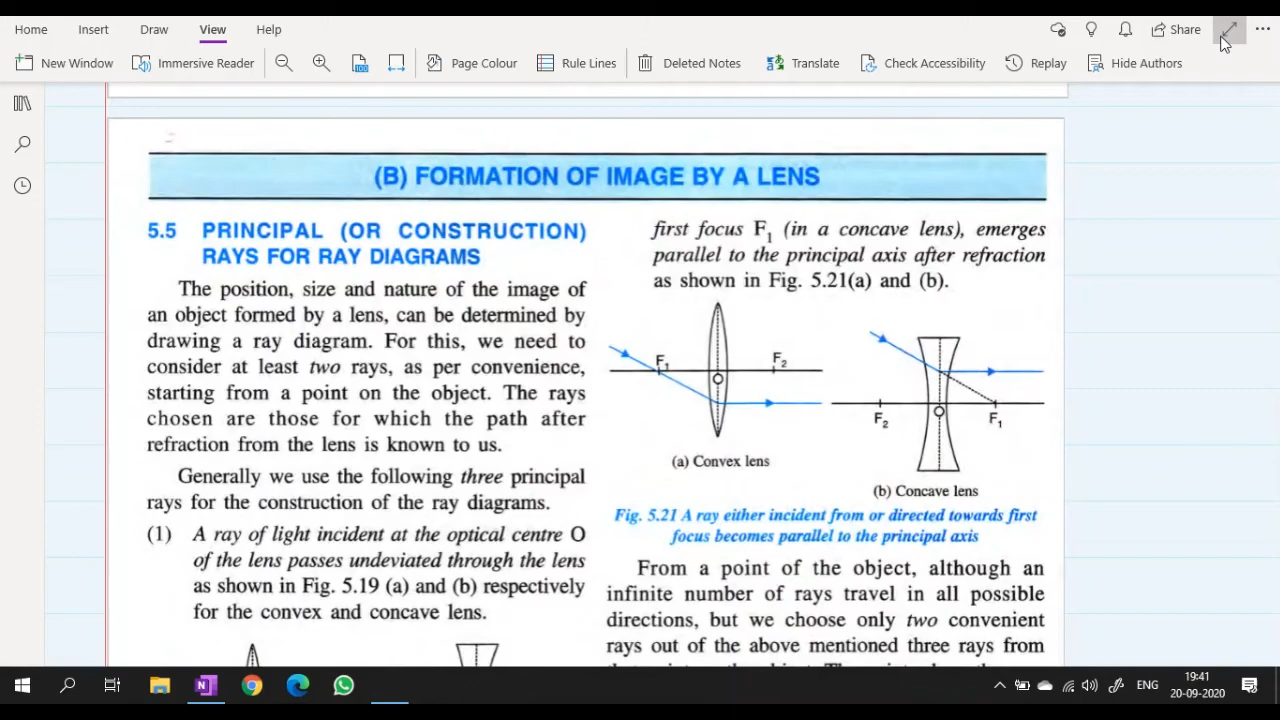 Home Insert Draw View Help Share
New Window Immersive Reader Page Colour Rule Lines Deleted Notes Translate Check Accessibility Replay Hide Authors
(B) FORMATION OF IMAGE BY A LENS
5.5 PRINCIPAL (OR CONSTRUCTION)
RAYS FOR RAY DIAGRAMS
The position, size and nature of the image of
an object formed by a lens, can be determined by
drawing a ray diagram. For this, we need to
consider at least two rays, as per convenience,
starting from a point on the object. The rays
chosen are those for which the path after
refraction from the lens is known to us.
Generally we use the following three principal
rays for the construction of the ray diagrams.
(1) A ray of light incident at the optical centre O
of the lens passes undeviated through the lens
as shown in Fig. 5.19 (a) and (b) respectively
for the convex and concave lens.
first focus F₁ (in a concave lens), emerges
parallel to the principal axis after refraction
as shown in Fig. 5.21(a) and (b).
F₁ F₂
O
(a) Convex lens
F₂ O F₁
(b) Concave lens
Fig. 5.21 A ray either incident from or directed towards first
focus becomes parallel to the principal axis
From a point of the object, although an
infinite number of rays travel in all possible
directions, but we choose only two convenient
rays out of the above mentioned three rays from
ENG
19:41
20-09-2020